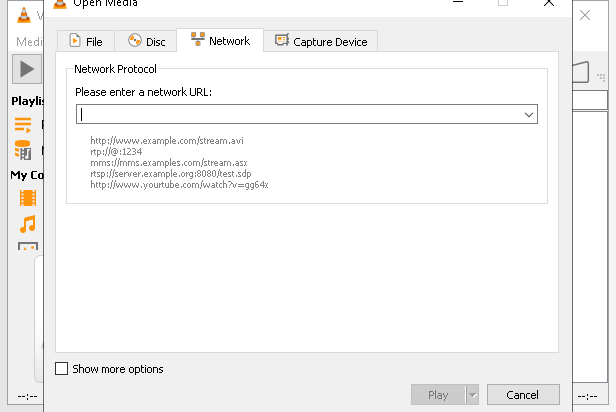 Open Media
Medi
File
Disc
Network
Capture Device
Network Protocol
Please enter a network URL:
http://www.example.com/stream.avi
rtp://@:1234
mms://mms.examples.com/stream.asx
rtsp://server.example.org:8080/test.sdp
http://www.yourtube.com/watch?v=gg64x
Playlis
My Co
Show more options
Play
Cancel
--:--
--:--